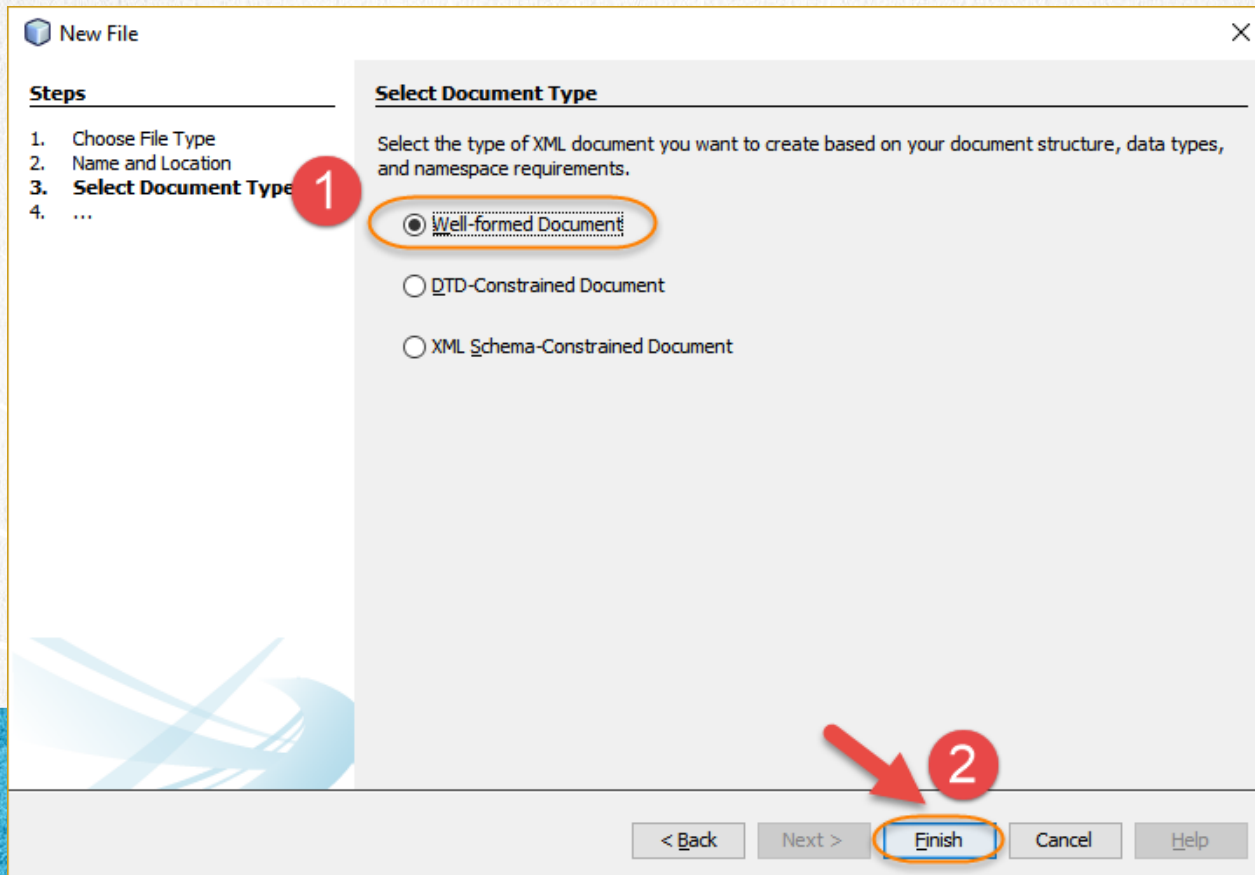 New File
Steps
1. Choose File Type
2. Name and Location
3. Select Document Type
4. ...
1
Select Document Type
Select the type of XML document you want to create based on your document structure, data types,
and namespace requirements.
Well-formed Document
DTD-Constrained Document
XML Schema-Constrained Document
2
< Back Next > Finish Cancel Help